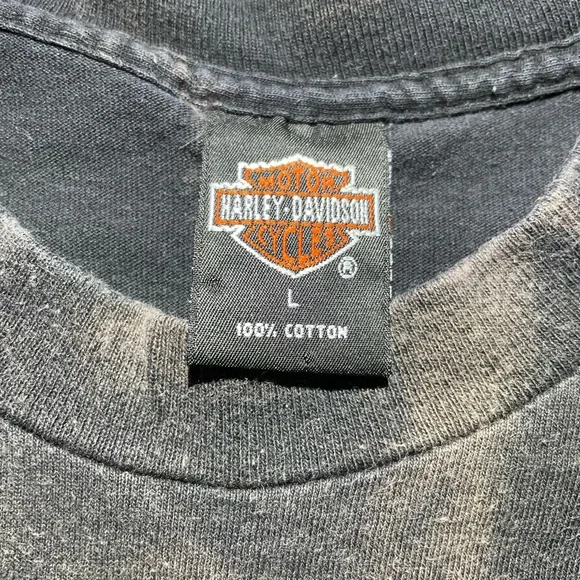 MOTOR
HARLEY-DAVIDSON
CYCLES
®
L
100% COTTON